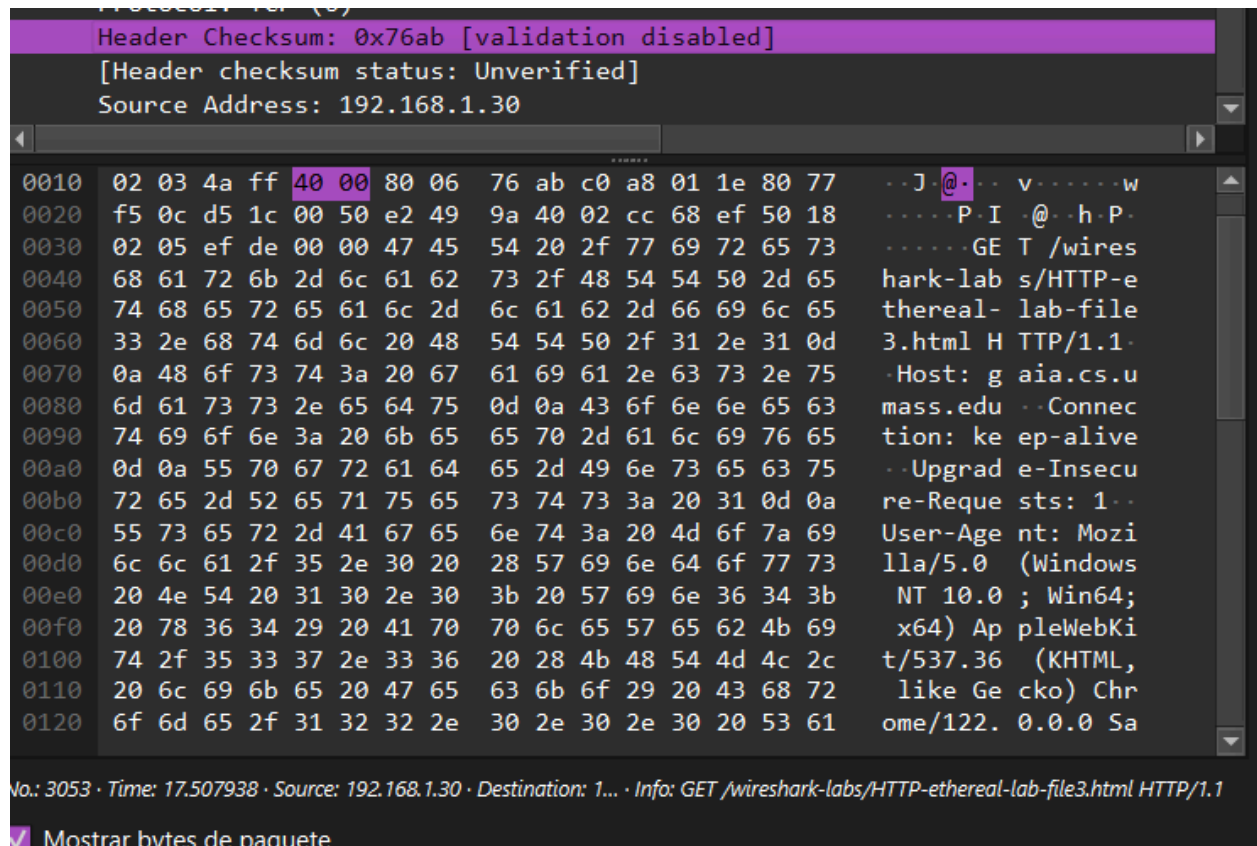 Header Checksum: 0x76ab [validation disabled]
[Header checksum status: Unverified]
Source Address: 192.168.1.30
0010 02 03 4a ff 40 00 80 06 76 ab c0 a8 01 1e 80 77 ··J·@··· v······w
0020 f5 0c d5 1c 00 50 e2 49 9a 40 02 cc 68 ef 50 18 ·····P·I ·@··h·P·
0030 02 05 ef de 00 00 47 45 54 20 2f 77 69 72 65 73 ······GE T /wires
0040 68 61 72 6b 2d 6c 61 62 73 2f 48 54 54 50 2d 65 hark-lab s/HTTP-e
0050 74 68 65 72 65 61 6c 2d 6c 61 62 2d 66 69 6c 65 thereal- lab-file
0060 33 2e 68 74 6d 6c 20 48 54 54 50 2f 31 2e 31 0d 3.html H TTP/1.1·
0070 0a 48 6f 73 74 3a 20 67 61 69 61 2e 63 73 2e 75 ·Host: g aia.cs.u
0080 6d 61 73 73 2e 65 64 75 0d 0a 43 6f 6e 6e 65 63 mass.edu ··Connec
0090 74 69 6f 6e 3a 20 6b 65 65 70 2d 61 6c 69 76 65 tion: ke ep-alive
00a0 0d 0a 55 70 67 72 61 64 65 2d 49 6e 73 65 63 75 ··Upgrad e-Insecu
00b0 72 65 2d 52 65 71 75 65 73 74 73 3a 20 31 0d 0a re-Reque sts: 1··
00c0 55 73 65 72 2d 41 67 65 6e 74 3a 20 4d 6f 7a 69 User-Age nt: Mozi
00d0 6c 6c 61 2f 35 2e 30 20 28 57 69 6e 64 6f 77 73 lla/5.0 (Windows
00e0 20 4e 54 20 31 30 2e 30 3b 20 57 69 6e 36 34 3b NT 10.0 ; Win64;
00f0 20 78 36 34 29 20 41 70 70 6c 65 57 65 62 4b 69 x64) Ap pleWebKi
0100 74 2f 35 33 37 2e 33 36 20 28 4b 48 54 4d 4c 2c t/537.36 (KHTML,
0110 20 6c 69 6b 65 20 47 65 63 6b 6f 29 20 43 68 72 like Ge cko) Chr
0120 6f 6d 65 2f 31 32 32 2e 30 2e 30 2e 30 20 53 61 ome/122. 0.0.0 Sa
No.: 3053 · Time: 17.507938 · Source: 192.168.1.30 · Destination: 1... · Info: GET /wireshark-labs/HTTP-ethereal-lab-file3.html HTTP/1.1
Mostrar bytes de paquete